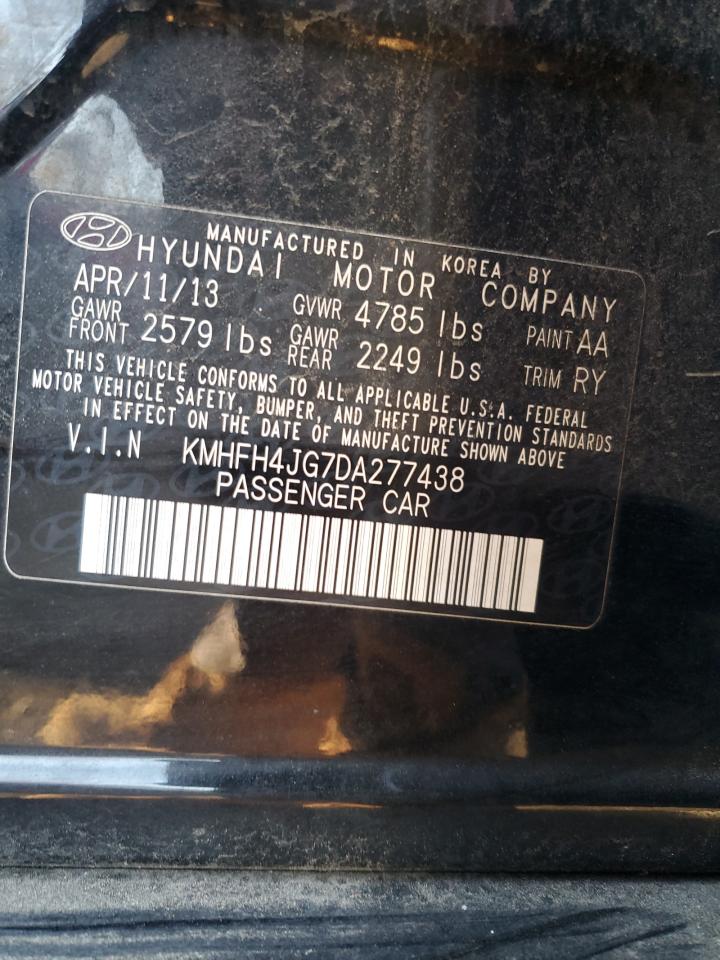 MANUFACTURED IN KOREA BY
HYUNDAI MOTOR COMPANY
APR/11/13 GVWR 4785 lbs PAINT AA
GAWR FRONT 2579 lbs GAWR REAR 2249 lbs TRIM RY
THIS VEHICLE CONFORMS TO ALL APPLICABLE U.S.A. FEDERAL
MOTOR VEHICLE SAFETY, BUMPER, AND THEFT PREVENTION STANDARDS
IN EFFECT ON THE DATE OF MANUFACTURE SHOWN ABOVE
V.I.N KMHFH4JG7DA277438
PASSENGER CAR